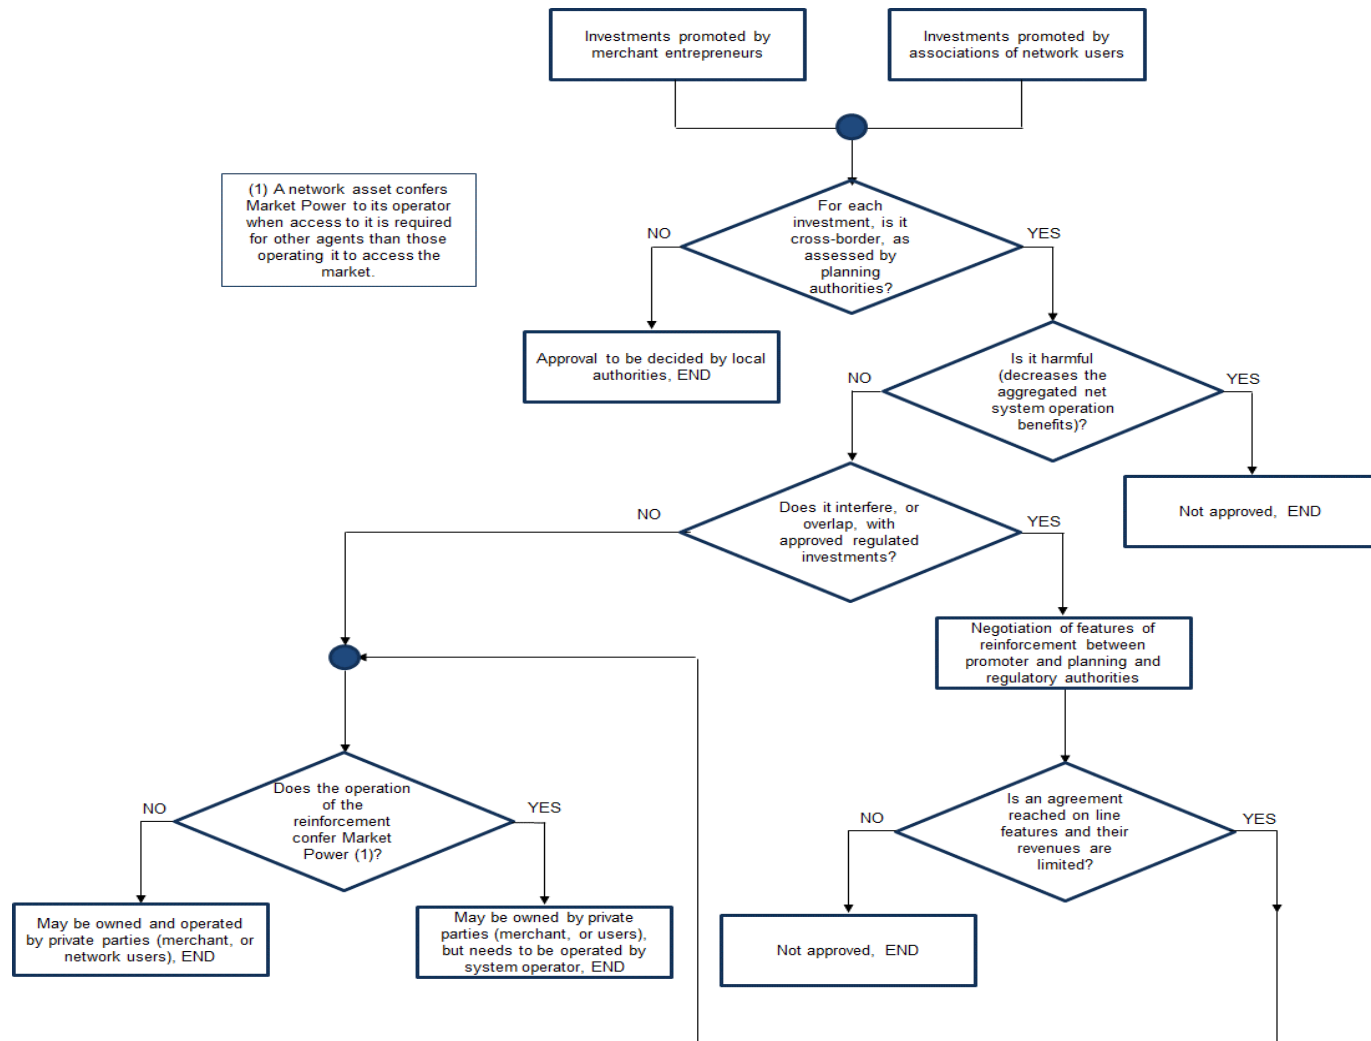 Investments promoted by
merchant entrepreneurs
Investments promoted by
associations of network users
(1) A network asset confers
Market Power to its operator
when access to it is required
for other agents than those
operating it to access the
market.
For each
investment, is it
cross-border, as
assessed by
planning
authorities?
NO
YES
Approval to be decided by local
authorities, END
Is it harmful
(decreases the
aggregated net
system operation
benefits)?
NO
YES
Not approved, END
Does it interfere, or
overlap, with
approved regulated
investments?
NO
YES
Negotiation of features of
reinforcement between
promoter and planning and
regulatory authorities
Does the operation
of the
reinforcement
confer Market
Power (1)?
NO
YES
Is an agreement
reached on line
features and their
revenues are
limited?
NO
YES
May be owned and operated
by private parties (merchant, or
network users), END
May be owned by private
parties (merchant, or users),
but needs to be operated by
system operator, END
Not approved, END